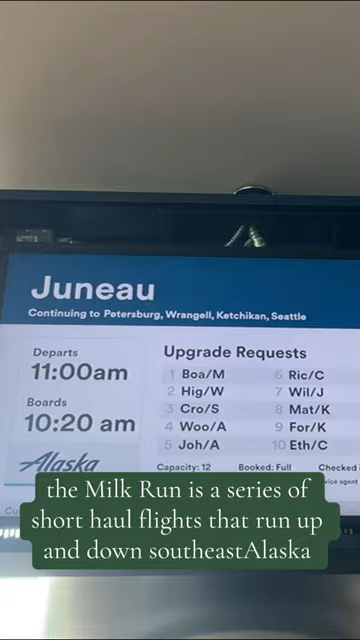 Juneau
Continuing to Petersburg, Wrangell, Ketchikan, Seattle
Departs
11:00am
Boards
10:20 am
Alaska
Upgrade Requests
1 Boa/M
2 Hig/W
3 Cro/S
4 Woo/A
5 Joh/A
6 Ric/C
7 Wil/J
8 Mat/K
9 For/K
10 Eth/C
Capacity: 12 Booked: Full Checked
the Milk Run is a series of
short haul flights that run up
and down southeastAlaska